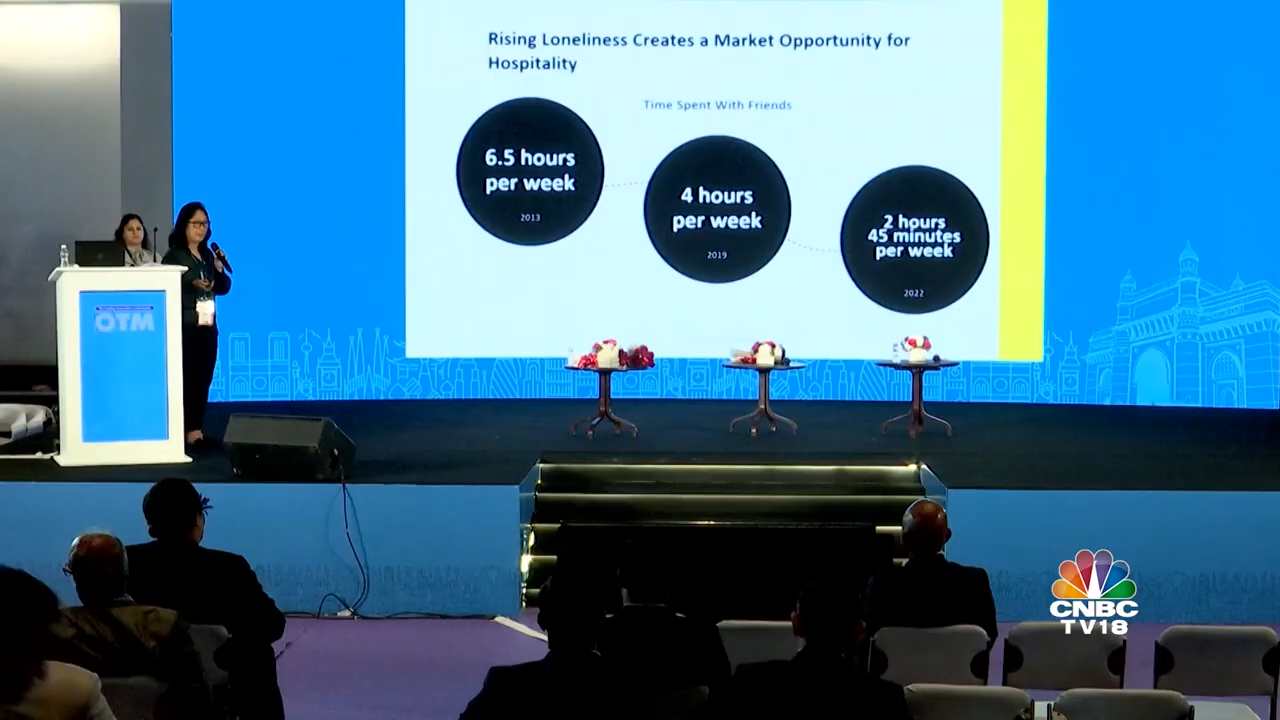 Rising Loneliness Creates a Market Opportunity for
Hospitality
Time Spent With Friends
6.5 hours
per week
2013
4 hours
per week
2019
2 hours
45 minutes
per week
2022
OTM
CNBC
TV18